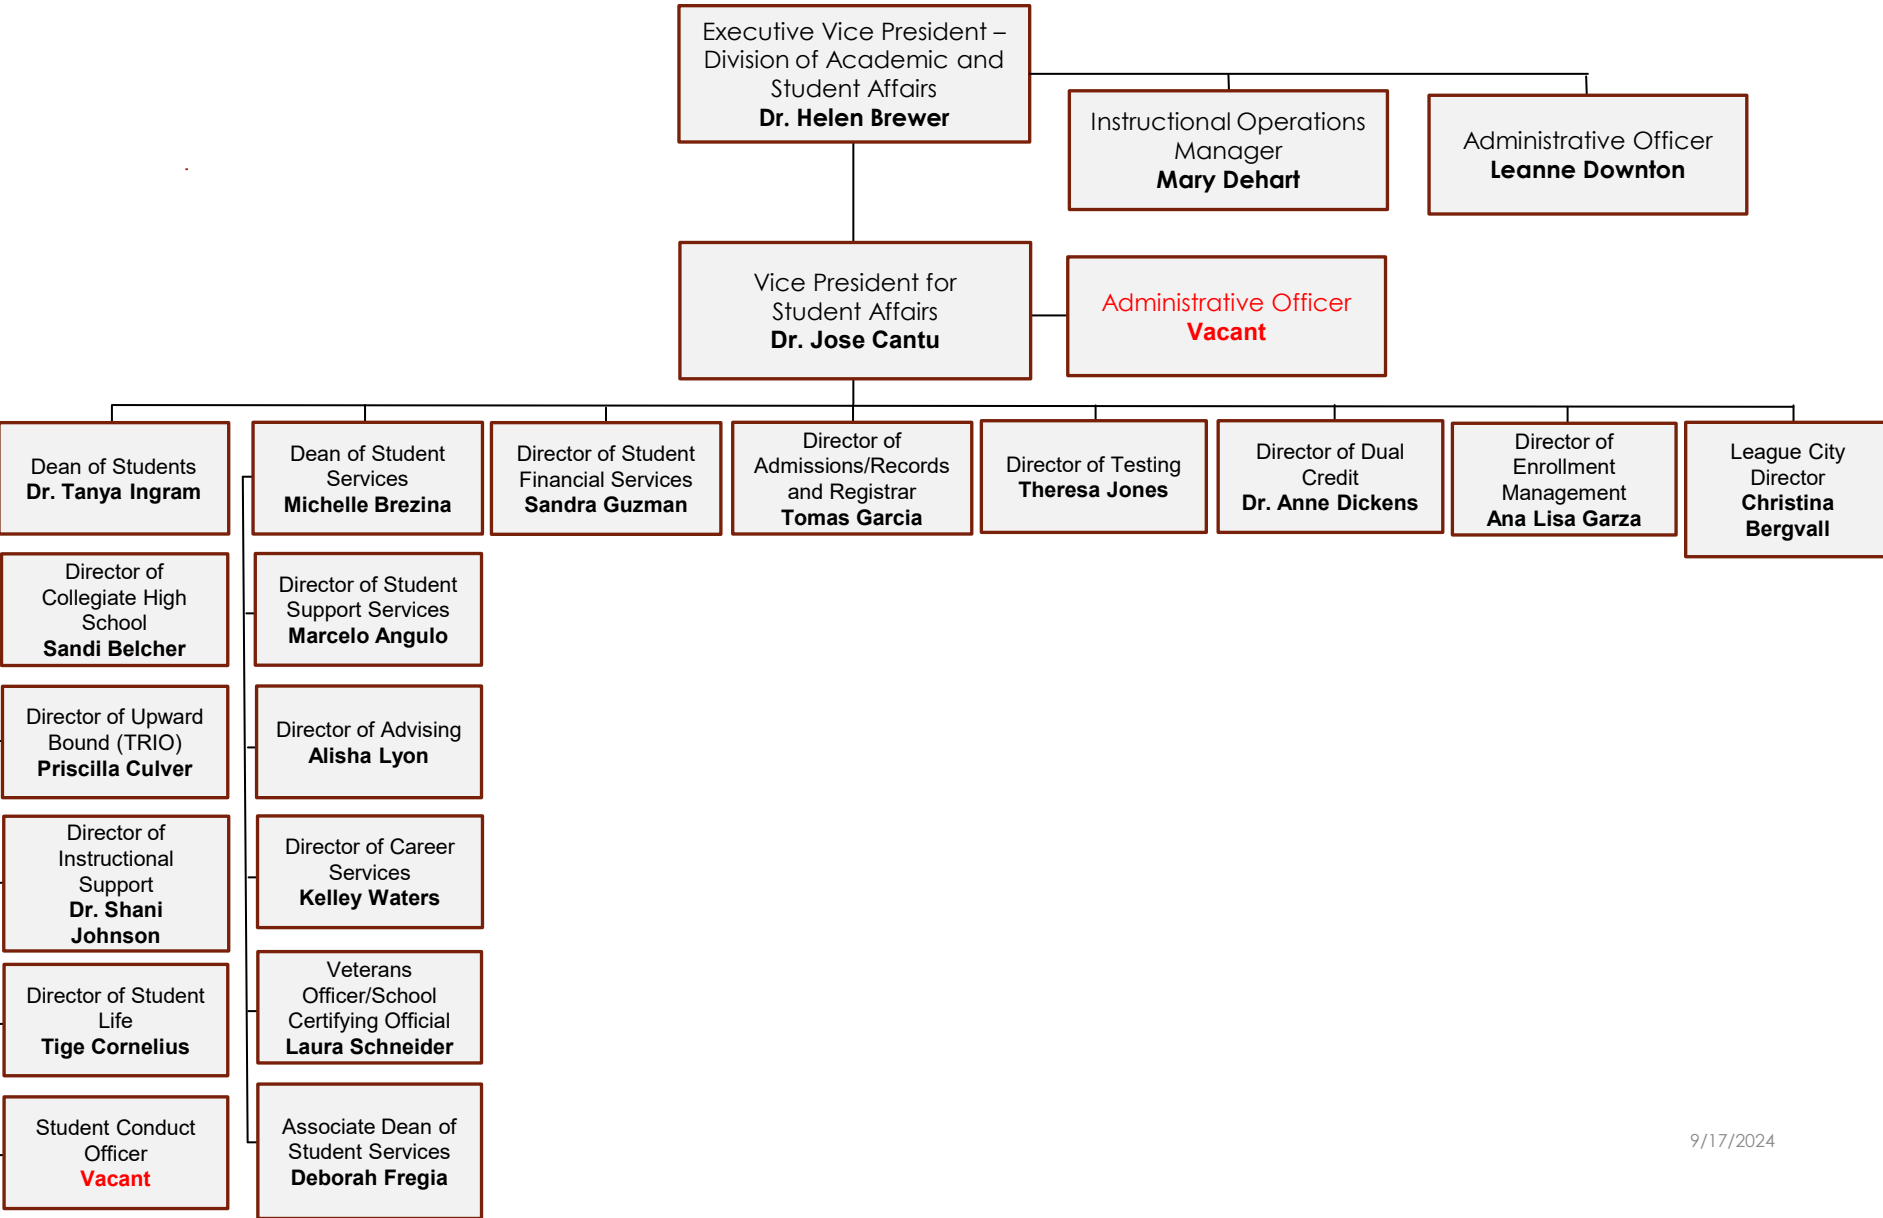 Executive Vice President –
Division of Academic and
Student Affairs
Dr. Helen Brewer
Instructional Operations
Manager
Mary Dehart
Administrative Officer
Leanne Downton
Vice President for
Student Affairs
Dr. Jose Cantu
Administrative Officer
Vacant
Dean of Students
Dr. Tanya Ingram
Dean of Student
Services
Michelle Brezina
Director of Student
Financial Services
Sandra Guzman
Director of
Admissions/Records
and Registrar
Tomas Garcia
Director of Testing
Theresa Jones
Director of Dual
Credit
Dr. Anne Dickens
Director of
Enrollment
Management
Ana Lisa Garza
League City
Director
Christina
Bergvall
Director of
Collegiate High
School
Sandi Belcher
Director of Student
Support Services
Marcelo Angulo
Director of Upward
Bound (TRIO)
Priscilla Culver
Director of Advising
Alisha Lyon
Director of
Instructional
Support
Dr. Shani
Johnson
Director of Career
Services
Kelley Waters
Director of Student
Life
Tige Cornelius
Veterans
Officer/School
Certifying Official
Laura Schneider
Student Conduct
Officer
Vacant
Associate Dean of
Student Services
Deborah Fregia
9/17/2024